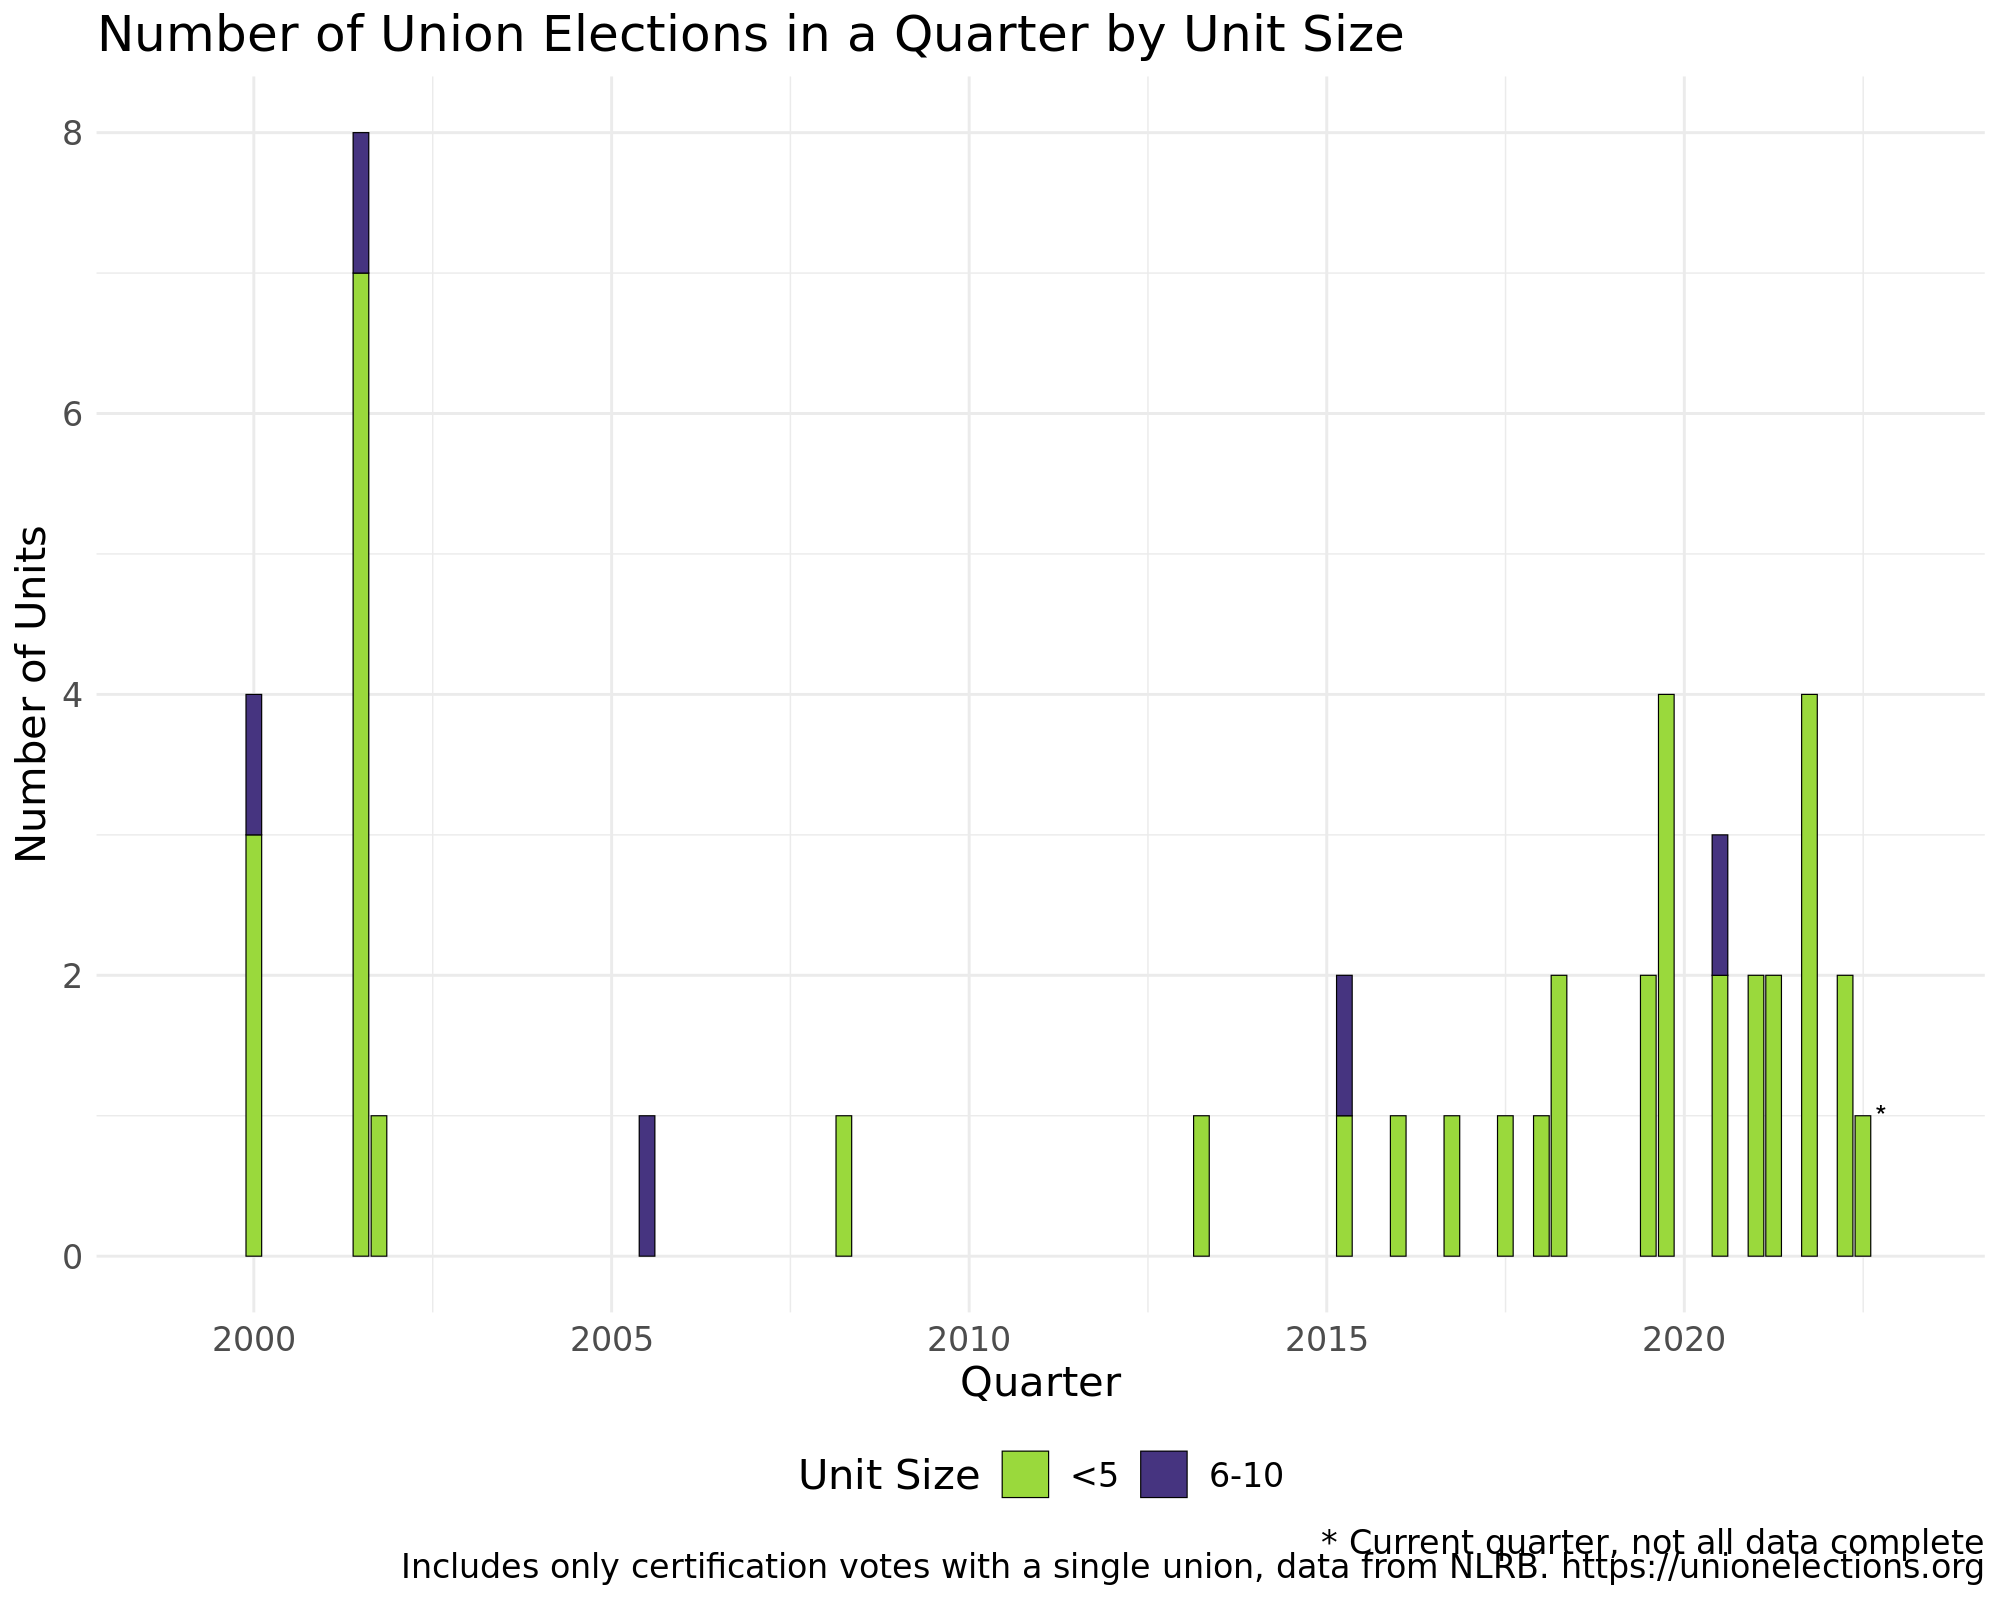 Number of Union Elections in a Quarter by Unit Size
Number of Units
8
6
4
2
0
*
2000 2005 2010 2015 2020
Quarter
Unit Size <5 6-10
* Current quarter, not all data complete
Includes only certification votes with a single union, data from NLRB. https://unionelections.org